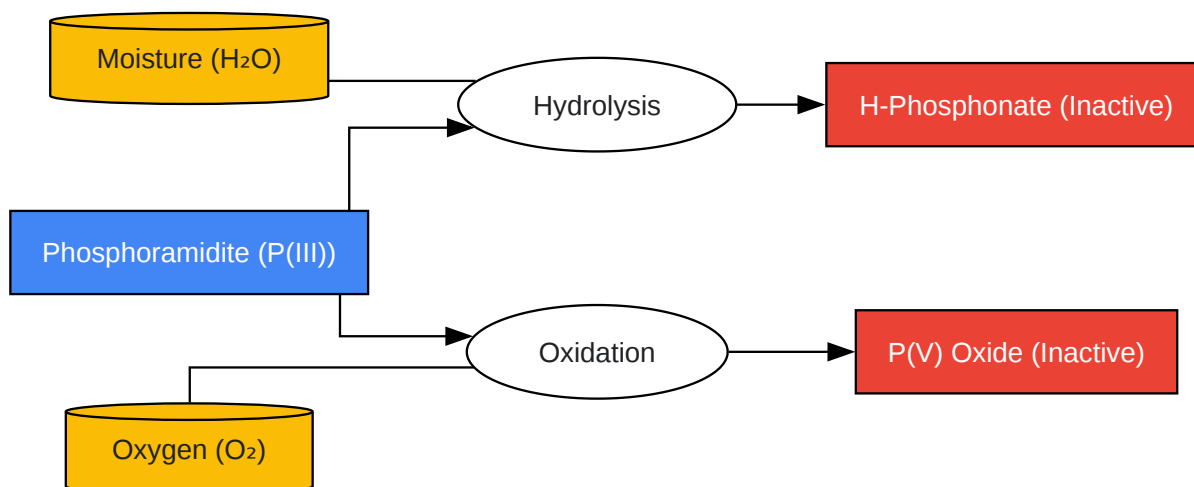 Moisture (H₂O)
Hydrolysis
H-Phosphonate (Inactive)
Phosphoramidite (P(III))
Oxidation
P(V) Oxide (Inactive)
Oxygen (O₂)